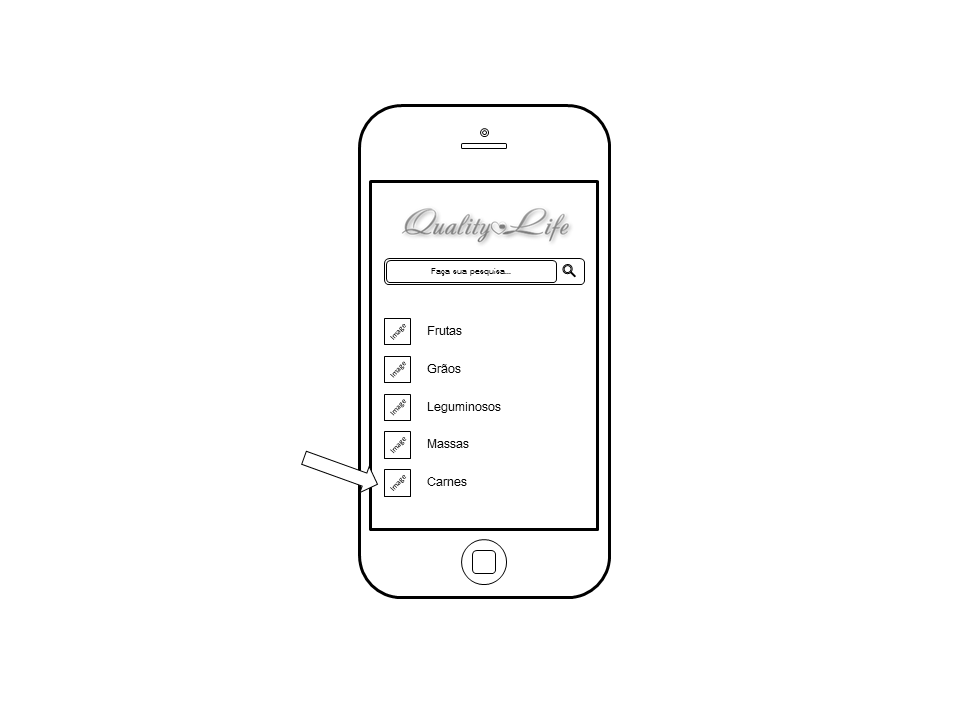 Quality Life
Faça sua pesquisa...
Image Frutas
Image Grãos
Image Leguminosos
Image Massas
Image Carnes